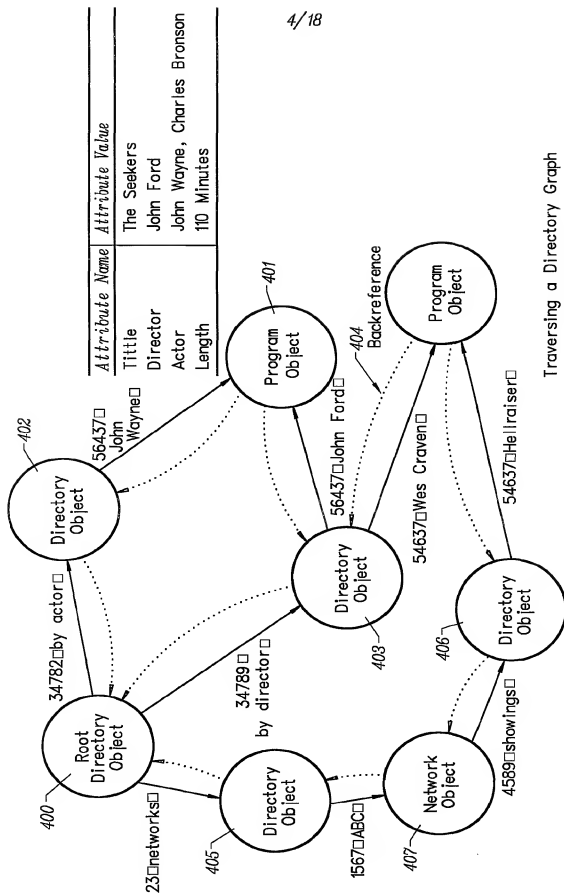 4/18
Attribute Name Attribute Value
Tittle The Seekers
Director John Ford
Actor John Wayne, Charles Bronson
Length 110 Minutes
402
Directory
Object
56437□
John
Wayne□
401
Program
Object
34782□by actor□
400
Root
Directory
Object
34789□
by director
56437□John Ford□
404
Backreference
Directory
Object
403
54637□Wes Craven□
Program
Object
23□networks□
405
Directory
Object
1567□ABC□
Network
Object
407
4589□showings□
406
Directory
Object
54637□Hellraiser□
Traversing a Directory Graph